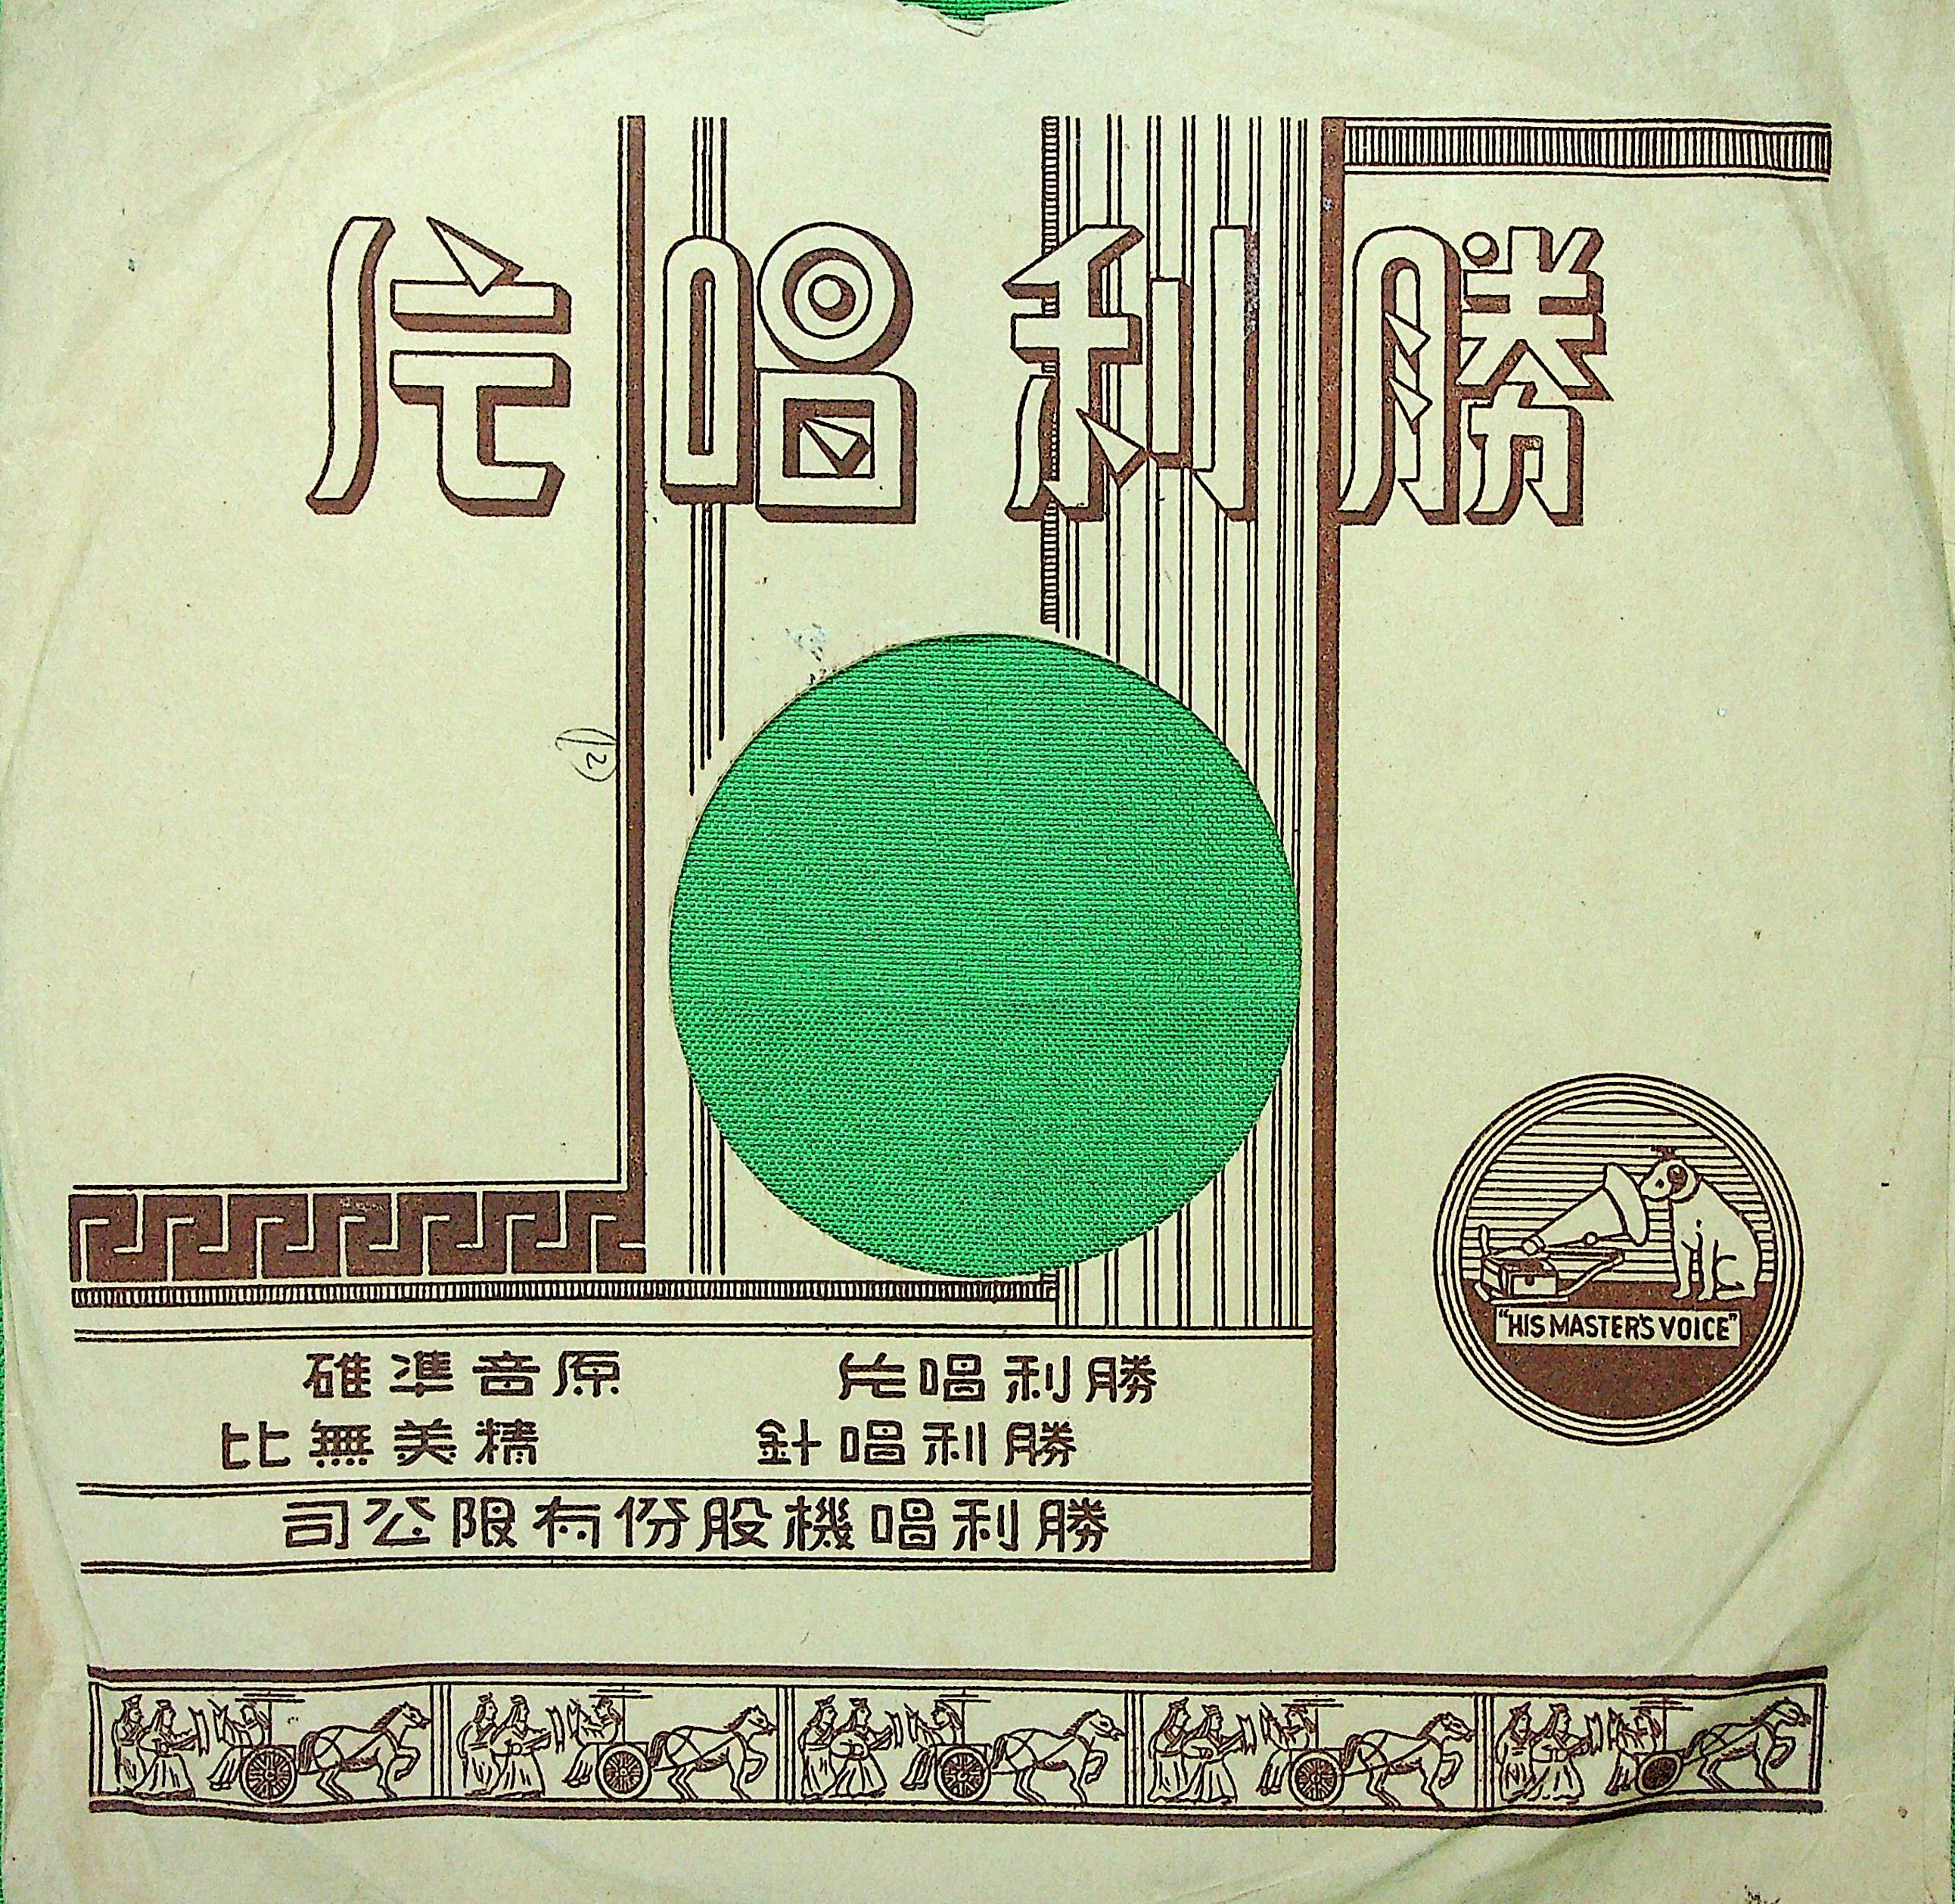 勝利唱片
勝利唱片 原音準確
勝利唱針 精美無比
勝利唱機股份有限公司
"HIS MASTER'S VOICE"
12